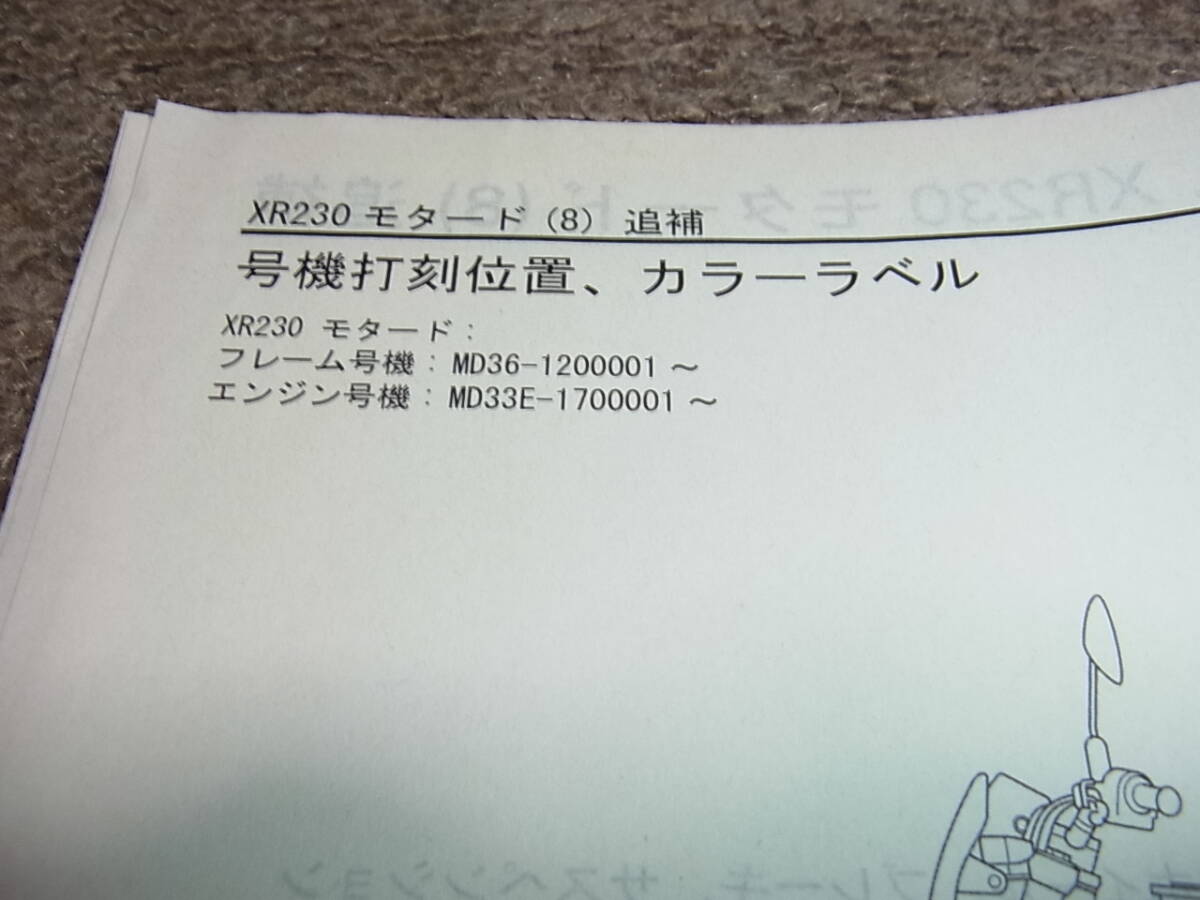 XR230 モタード (8) 追補
号機打刻位置、カラーラベル
XR230 モタード:
フレーム号機: MD36-1200001 ～
エンジン号機: MD33E-1700001 ～